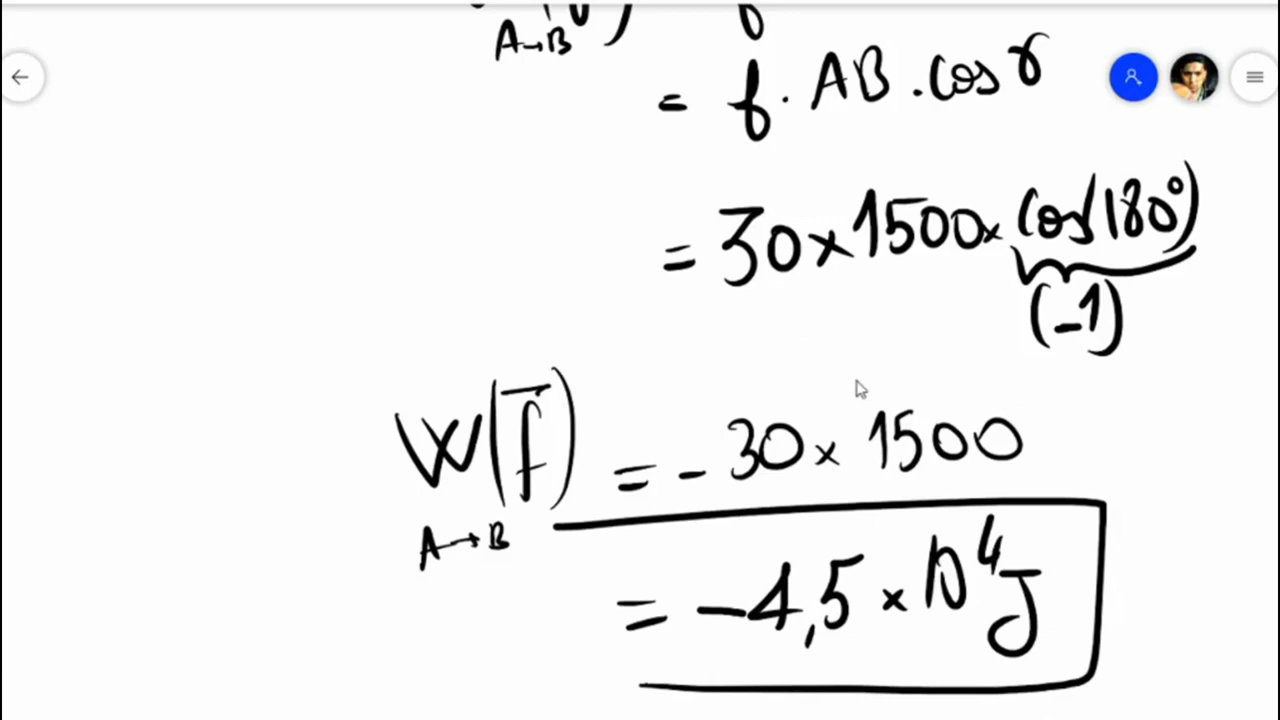 A→B
= f . AB . cos γ
= 30 × 1500 × cos(180°)
(-1)
W(f⃗) = - 30 × 1500
A→B
= - 4,5 × 10⁴ J